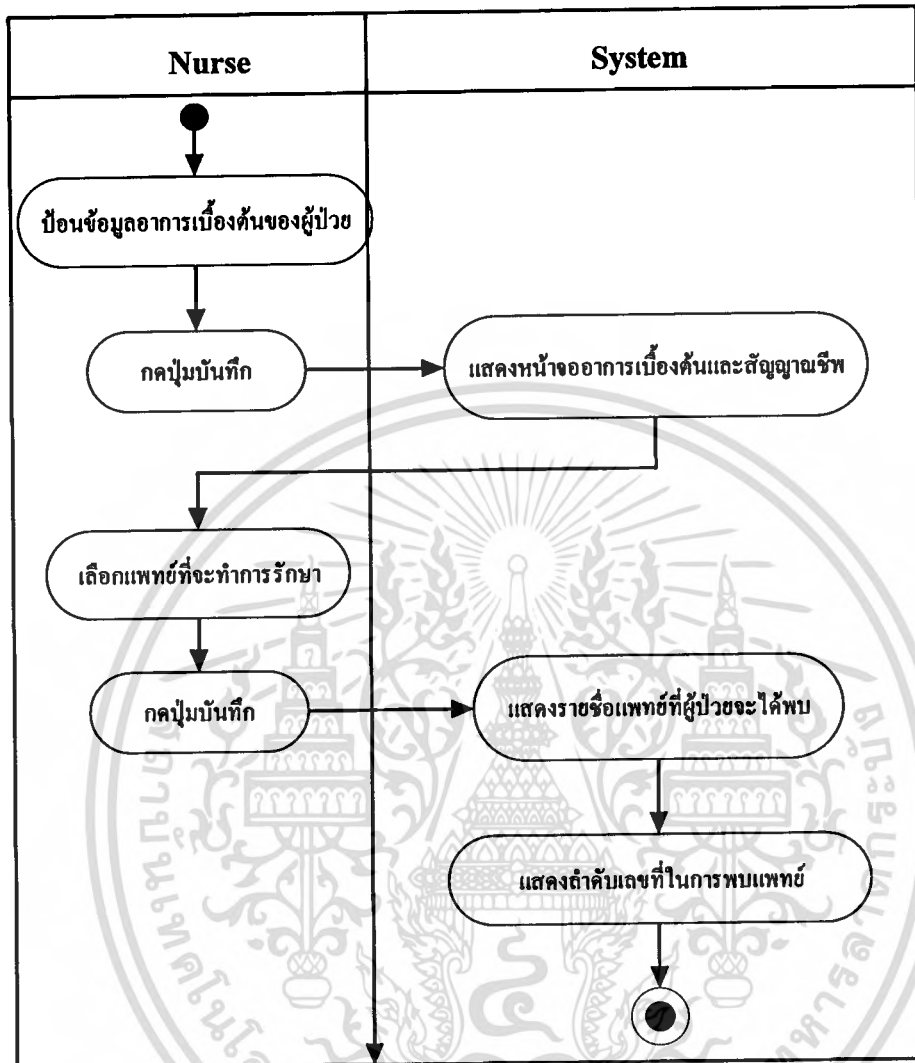 Nurse
System
ป้อนข้อมูลอาการเบื้องต้นของผู้ป่วย
กดปุ่มบันทึก
แสดงหน้าจออาการเบื้องต้นและสัญญาณชีพ
เลือกแพทย์ที่จะทำการรักษา
กดปุ่มบันทึก
แสดงรายชื่อแพทย์ที่ผู้ป่วยจะได้พบ
แสดงลำดับเลขที่ในการพบแพทย์